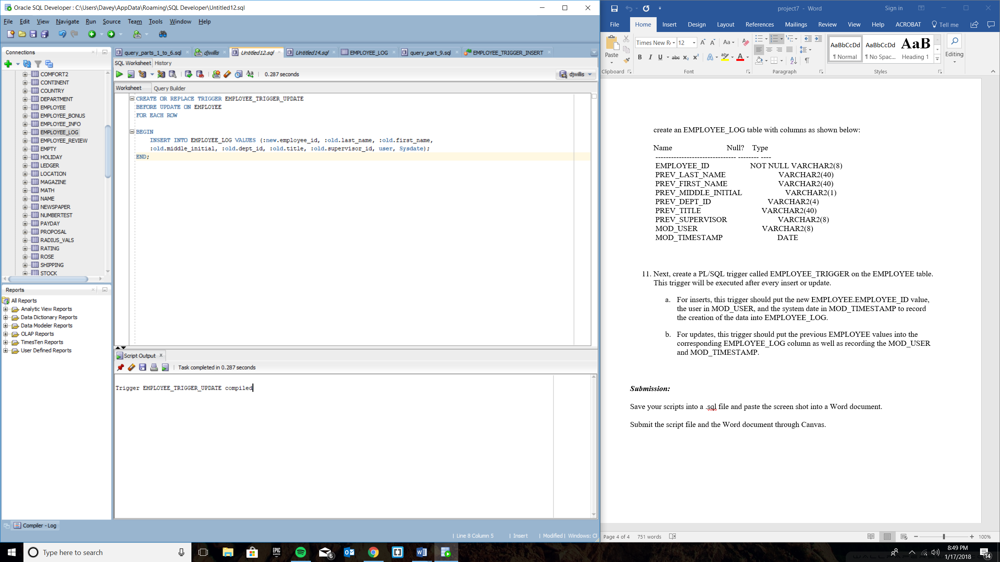 Oracle SQL Developer : C:\Users\Davey\AppData\Roaming\SQL Developer\Untitled12.sql
File Edit View Navigate Run Source Team Tools Window Help
Connections
COMFORT2
CONTINENT
COUNTRY
DEPARTMENT
EMPLOYEE
EMPLOYEE_BONUS
EMPLOYEE_INFO
EMPLOYEE_LOG
EMPLOYEE_REVIEW
EMPTY
HOLIDAY
LEDGER
LOCATION
MAGAZINE
MATH
NAME
NEWSPAPER
NUMBERTEST
PAYDAY
PROPOSAL
RADIUS_VALS
RATING
ROSE
SHIPPING
STOCK
Reports
All Reports
Analytic View Reports
Data Dictionary Reports
Data Modeler Reports
OLAP Reports
TimesTen Reports
User Defined Reports
query_parts_1_to_6.sql djwillis Untitled12.sql Untitled14.sql EMPLOYEE_LOG query_part_9.sql EMPLOYEE_TRIGGER_INSERT
SQL Worksheet History
0.287 seconds djwillis
Worksheet Query Builder
CREATE OR REPLACE TRIGGER EMPLOYEE_TRIGGER_UPDATE
BEFORE UPDATE ON EMPLOYEE
FOR EACH ROW
BEGIN
INSERT INTO EMPLOYEE_LOG VALUES (:new.employee_id, :old.last_name, :old.first_name,
:old.middle_initial, :old.dept_id, :old.title, :old.supervisor_id, user, Sysdate);
END;
Script Output
Task completed in 0.287 seconds
Trigger EMPLOYEE_TRIGGER_UPDATE compiled
Compiler - Log
Line 8 Column 5 Insert Modified Windows: CR
project7 - Word Sign in
File Home Insert Design Layout References Mailings Review View Help ACROBAT Tell me
Paste
Times New R 12 Aa
B I U abc X₂ X²
AaBbCcDd AaBbCcDd AaB
¶ Normal ¶ No Spac... Heading 1
Editing
Clipboard Font Paragraph Styles
create an EMPLOYEE_LOG table with columns as shown below:
Name Null? Type
------------------------------- -------- ----
EMPLOYEE_ID NOT NULL VARCHAR2(8)
PREV_LAST_NAME VARCHAR2(40)
PREV_FIRST_NAME VARCHAR2(40)
PREV_MIDDLE_INITIAL VARCHAR2(1)
PREV_DEPT_ID VARCHAR2(4)
PREV_TITLE VARCHAR2(40)
PREV_SUPERVISOR VARCHAR2(8)
MOD_USER VARCHAR2(8)
MOD_TIMESTAMP DATE
11. Next, create a PL/SQL trigger called EMPLOYEE_TRIGGER on the EMPLOYEE table.
This trigger will be executed after every insert or update.
a. For inserts, this trigger should put the new EMPLOYEE.EMPLOYEE_ID value,
the user in MOD_USER, and the system date in MOD_TIMESTAMP to record
the creation of the data into EMPLOYEE_LOG.
b. For updates, this trigger should put the previous EMPLOYEE values into the
corresponding EMPLOYEE_LOG column as well as recording the MOD_USER
and MOD_TIMESTAMP.
Submission:
Save your scripts into a .sql file and paste the screen shot into a Word document.
Submit the script file and the Word document through Canvas.
Page 4 of 4 751 words 100%
Type here to search
EPIC GAMES
6
8:49 PM
1/17/2018
14